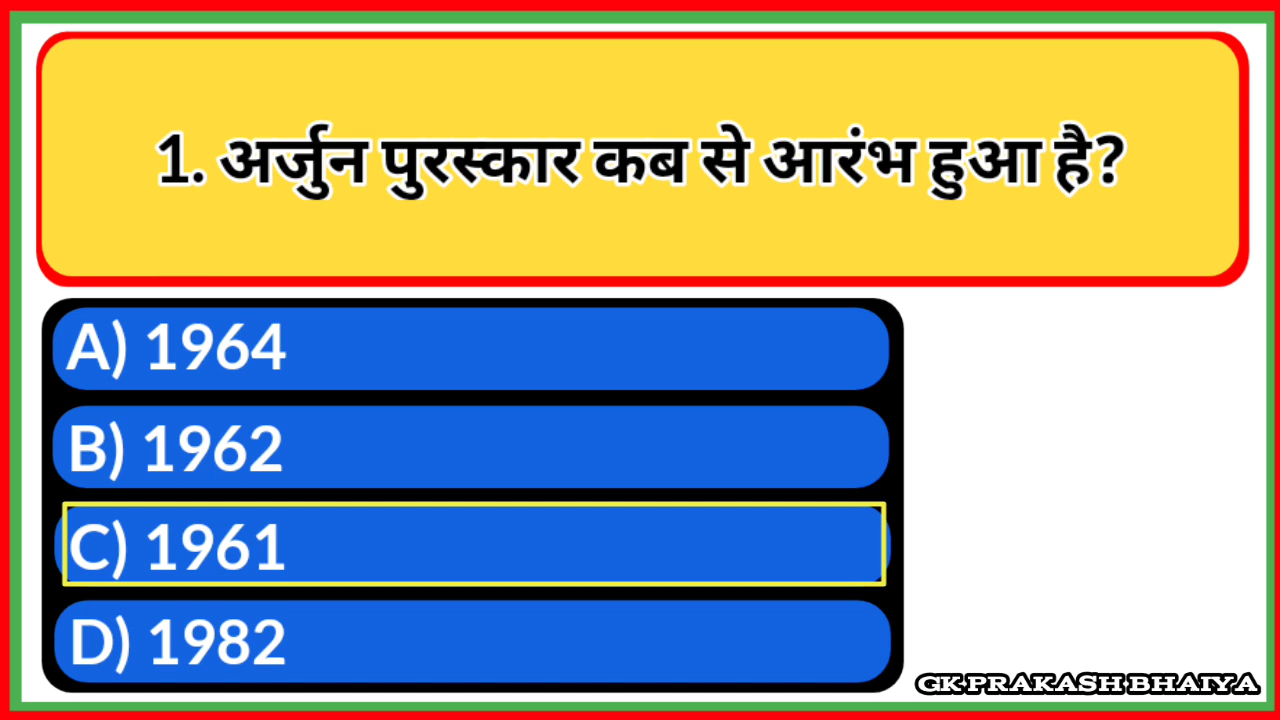 1. अर्जुन पुरस्कार कब से आरंभ हुआ है?
A) 1964
B) 1962
C) 1961
D) 1982
GK PRAKASH BHAIYA